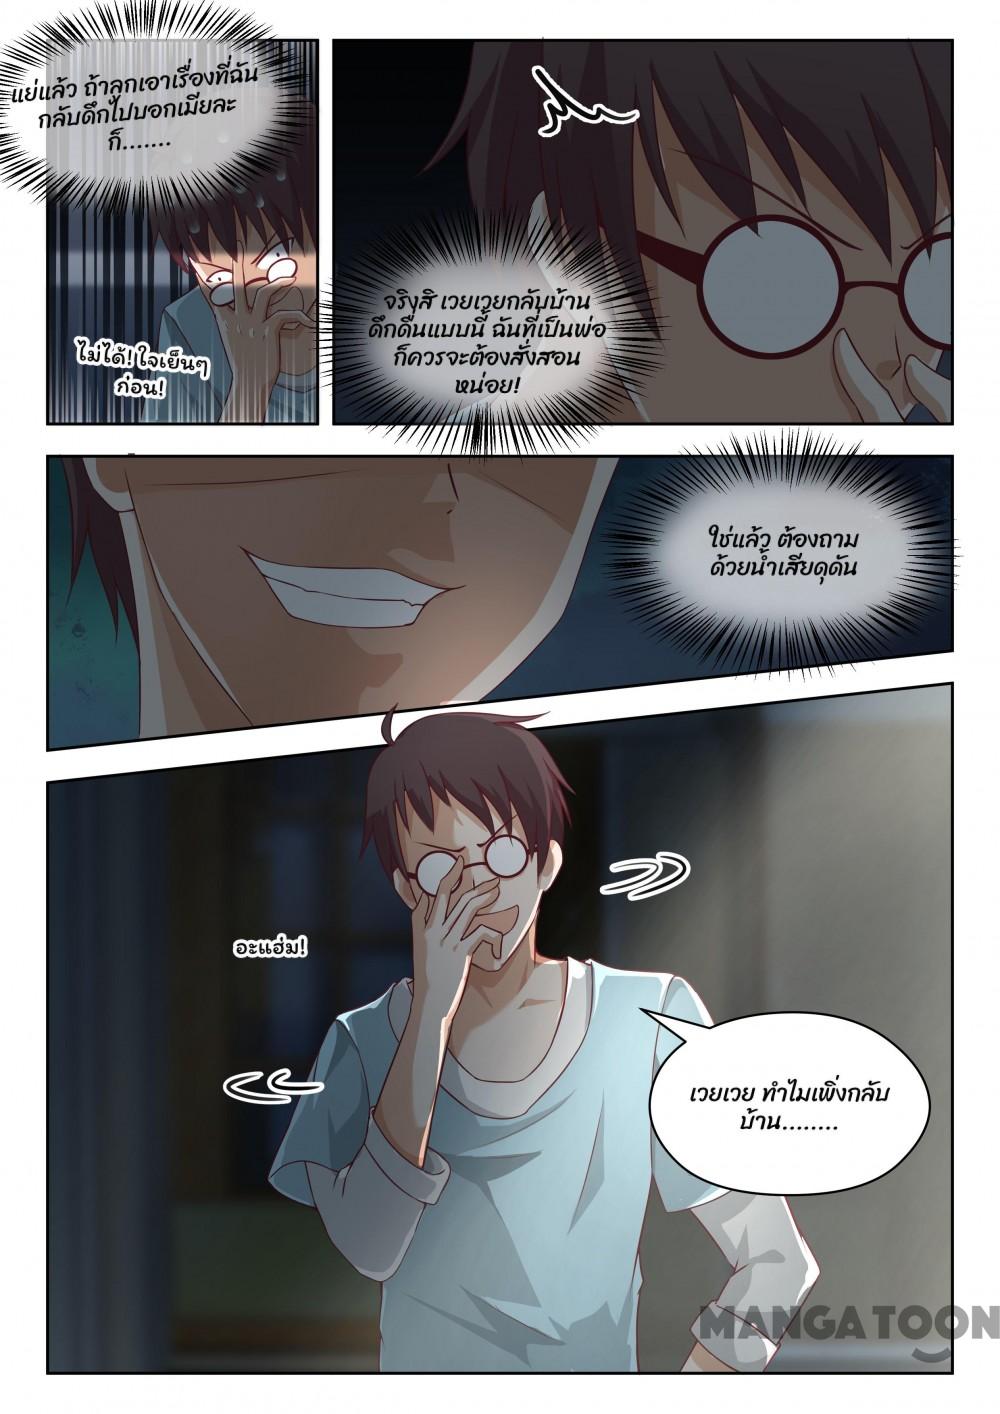 แย่แล้ว ถ้าลูกเอาเรื่องที่ฉัน
กลับดึกไปบอกเมียละ
ก็.......
ไม่ได้! ใจเย็นๆ
ก่อน!
จริงสิ เวยเวยกลับบ้าน
ดึกดื่นแบบนี้ ฉันที่เป็นพ่อ
ก็ควรจะต้องสั่งสอน
หน่อย!
ใช่แล้ว ต้องถาม
ด้วยน้ำเสียดุดัน
อะแฮ่ม!
เวยเวย ทำไมเพิ่งกลับ
บ้าน........
MANGATOON